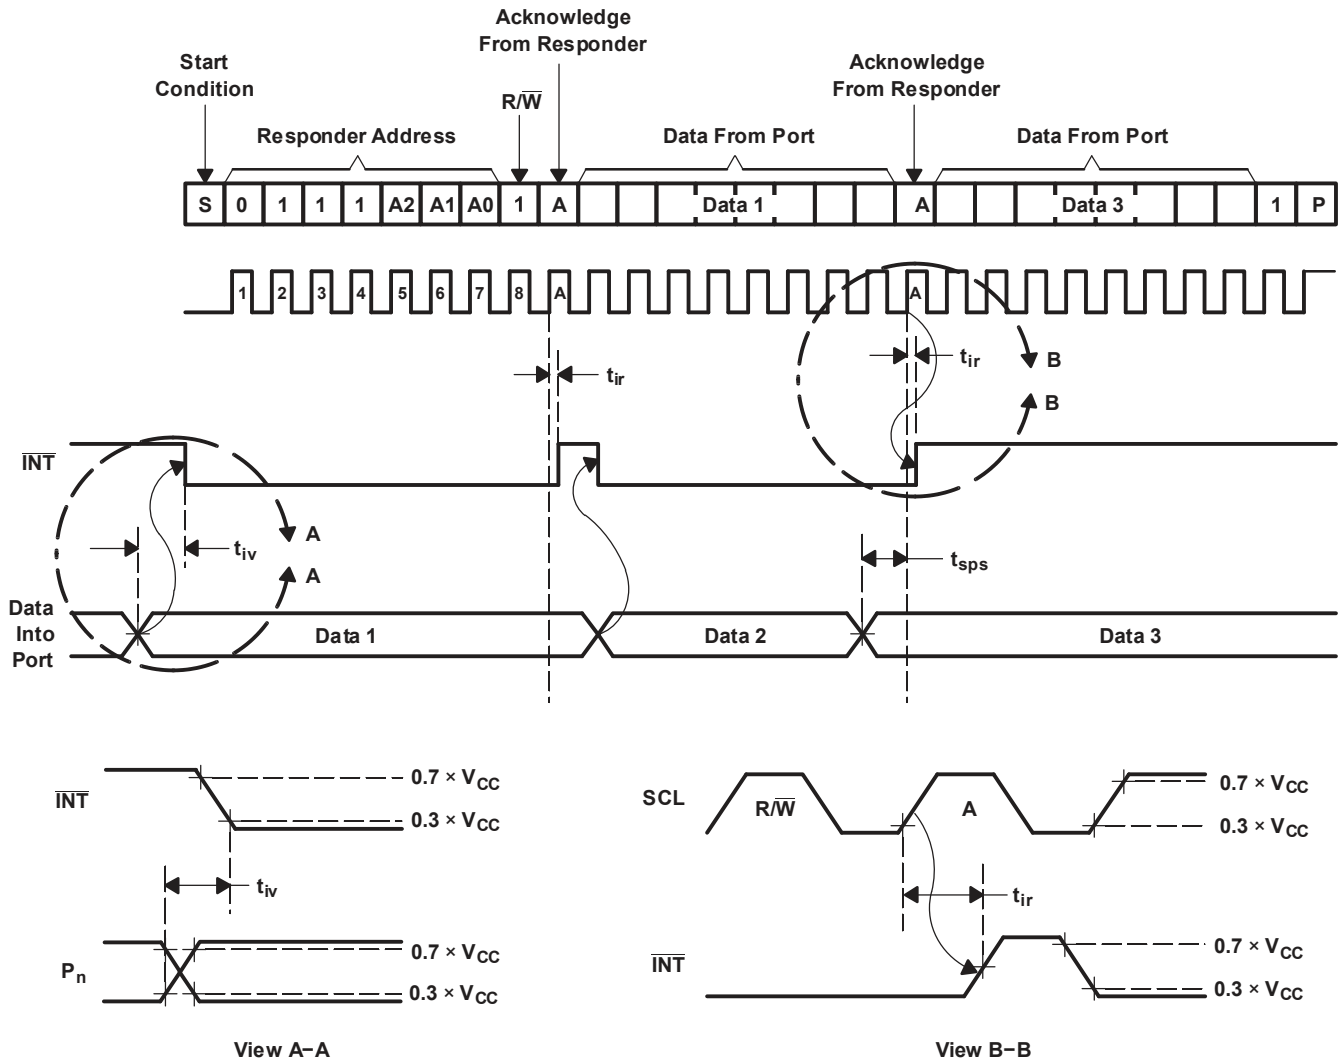 Acknowledge
From Responder
Start
Condition
R/W̅
Acknowledge
From Responder
Responder Address
Data From Port
Data From Port
S 0 1 1 1 A2 A1 A0 1 A Data 1 A Data 3 1 P
1 2 3 4 5 6 7 8 A A
t_ir
t_ir
B
B
I̅N̅T̅
A
t_iv
A
t_sps
Data
Into
Port
Data 1
Data 2
Data 3
I̅N̅T̅
0.7 × V_CC
0.3 × V_CC
t_iv
P_n
0.7 × V_CC
0.3 × V_CC
View A–A
SCL
R/W̅
A
0.7 × V_CC
0.3 × V_CC
t_ir
I̅N̅T̅
0.7 × V_CC
0.3 × V_CC
View B–B